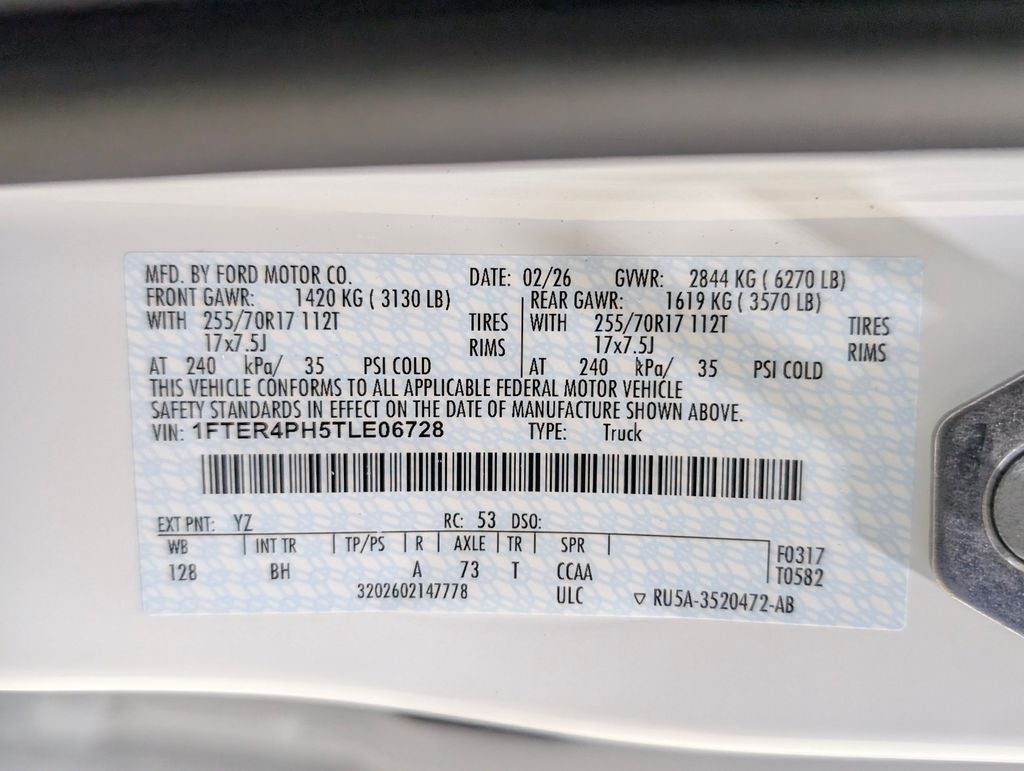 MFD. BY FORD MOTOR CO. DATE: 02/26 GVWR: 2844 KG ( 6270 LB)
FRONT GAWR: 1420 KG ( 3130 LB) REAR GAWR: 1619 KG ( 3570 LB)
WITH 255/70R17 112T TIRES WITH 255/70R17 112T TIRES
17x7.5J RIMS 17x7.5J RIMS
AT 240 kPa/ 35 PSI COLD AT 240 kPa/ 35 PSI COLD
THIS VEHICLE CONFORMS TO ALL APPLICABLE FEDERAL MOTOR VEHICLE
SAFETY STANDARDS IN EFFECT ON THE DATE OF MANUFACTURE SHOWN ABOVE.
VIN: 1FTER4PH5TLE06728 TYPE: Truck
EXT PNT: YZ RC: 53 DSO:
WB INT TR TP/PS R AXLE TR SPR F0317
128 BH A 73 T CCAA T0582
3202602147778 ULC ▽ RU5A-3520472-AB